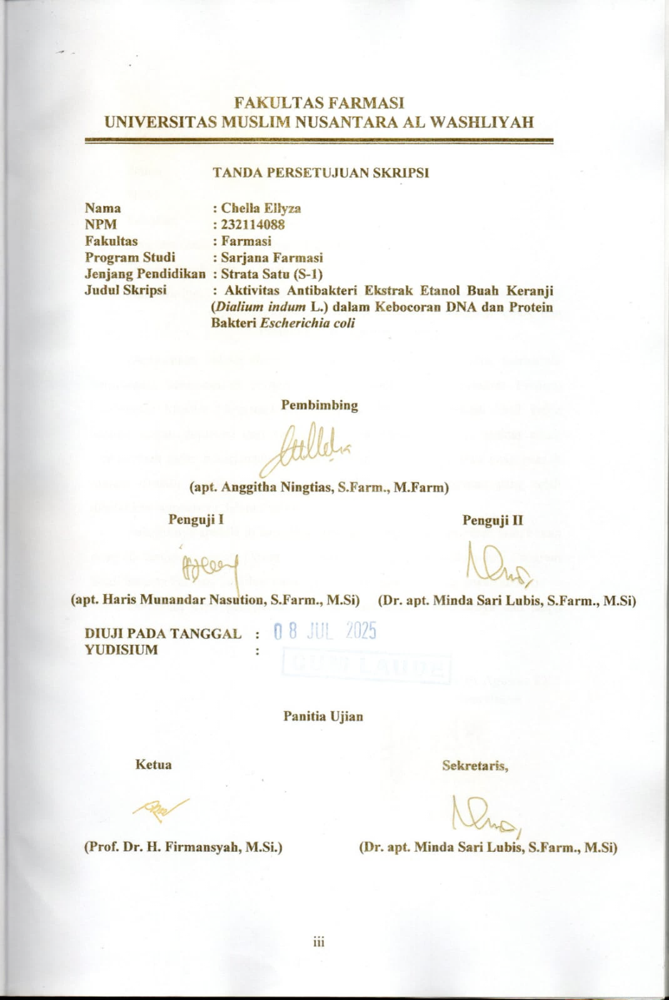 FAKULTAS FARMASI
UNIVERSITAS MUSLIM NUSANTARA AL WASHLIYAH
TANDA PERSETUJUAN SKRIPSI
Nama : Chella Ellyza
NPM : 232114088
Fakultas : Farmasi
Program Studi : Sarjana Farmasi
Jenjang Pendidikan : Strata Satu (S-1)
Judul Skripsi : Aktivitas Antibakteri Ekstrak Etanol Buah Keranji
(Dialium indum L.) dalam Kebocoran DNA dan Protein
Bakteri Escherichia coli
Pembimbing
(apt. Anggitha Ningtias, S.Farm., M.Farm)
Penguji I Penguji II
(apt. Haris Munandar Nasution, S.Farm., M.Si) (Dr. apt. Minda Sari Lubis, S.Farm., M.Si)
DIUJI PADA TANGGAL : 08 JUL 2025
YUDISIUM :
CUM LAUDE
Panitia Ujian
Ketua Sekretaris,
(Prof. Dr. H. Firmansyah, M.Si.) (Dr. apt. Minda Sari Lubis, S.Farm., M.Si)
iii